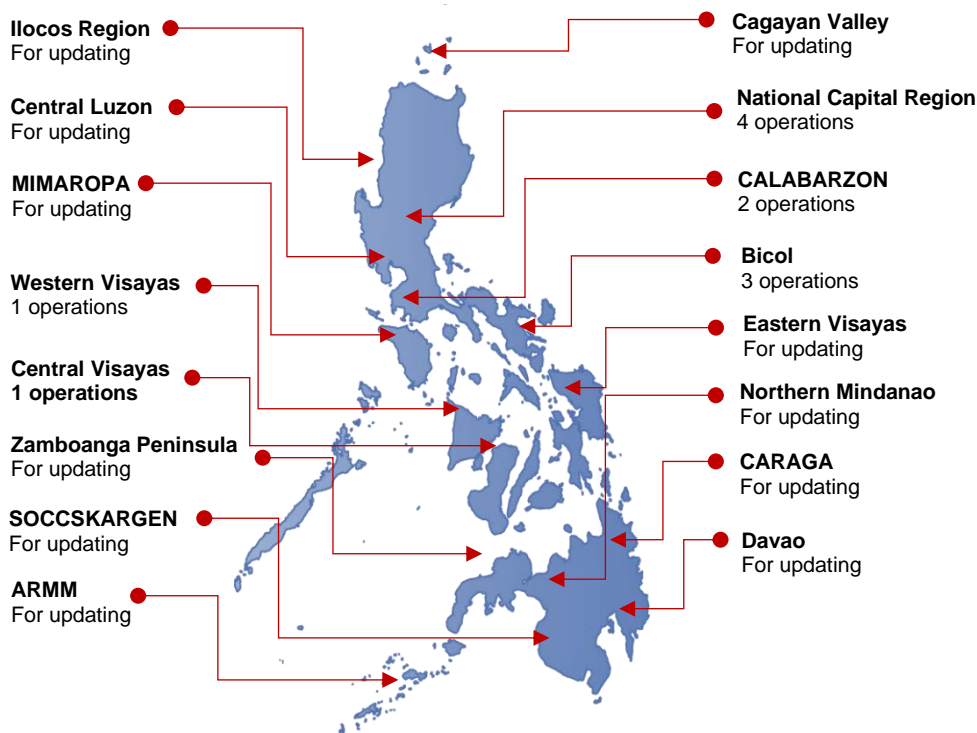 Ilocos Region
For updating
Central Luzon
For updating
MIMAROPA
For updating
Western Visayas
1 operations
Central Visayas
1 operations
Zamboanga Peninsula
For updating
SOCCSKARGEN
For updating
ARMM
For updating
Cagayan Valley
For updating
National Capital Region
4 operations
CALABARZON
2 operations
Bicol
3 operations
Eastern Visayas
For updating
Northern Mindanao
For updating
CARAGA
For updating
Davao
For updating